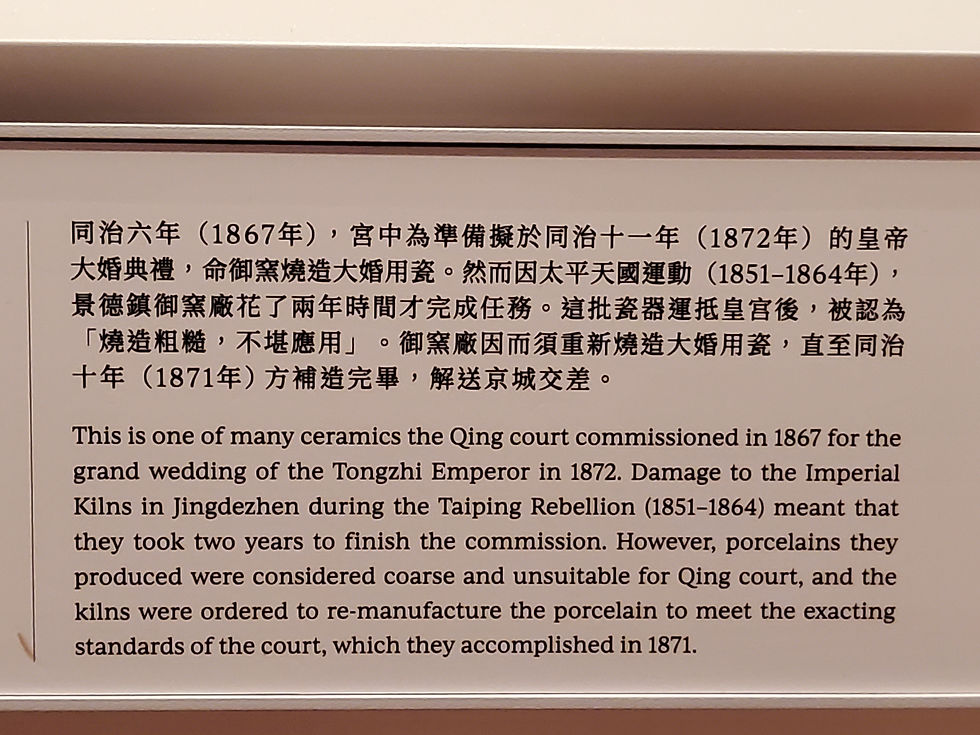 同治六年（1867年），宮中為準備擬於同治十一年（1872年）的皇帝
大婚典禮，命御窯燒造大婚用瓷。然而因太平天國運動（1851–1864年），
景德鎮御窯廠花了兩年時間才完成任務。這批瓷器運抵皇宮後，被認為
「燒造粗糙，不堪應用」。御窯廠因而須重新燒造大婚用瓷，直至同治
十年（1871年）方補造完畢，解送京城交差。
This is one of many ceramics the Qing court commissioned in 1867 for the
grand wedding of the Tongzhi Emperor in 1872. Damage to the Imperial
Kilns in Jingdezhen during the Taiping Rebellion (1851–1864) meant that
they took two years to finish the commission. However, porcelains they
produced were considered coarse and unsuitable for Qing court, and the
kilns were ordered to re-manufacture the porcelain to meet the exacting
standards of the court, which they accomplished in 1871.